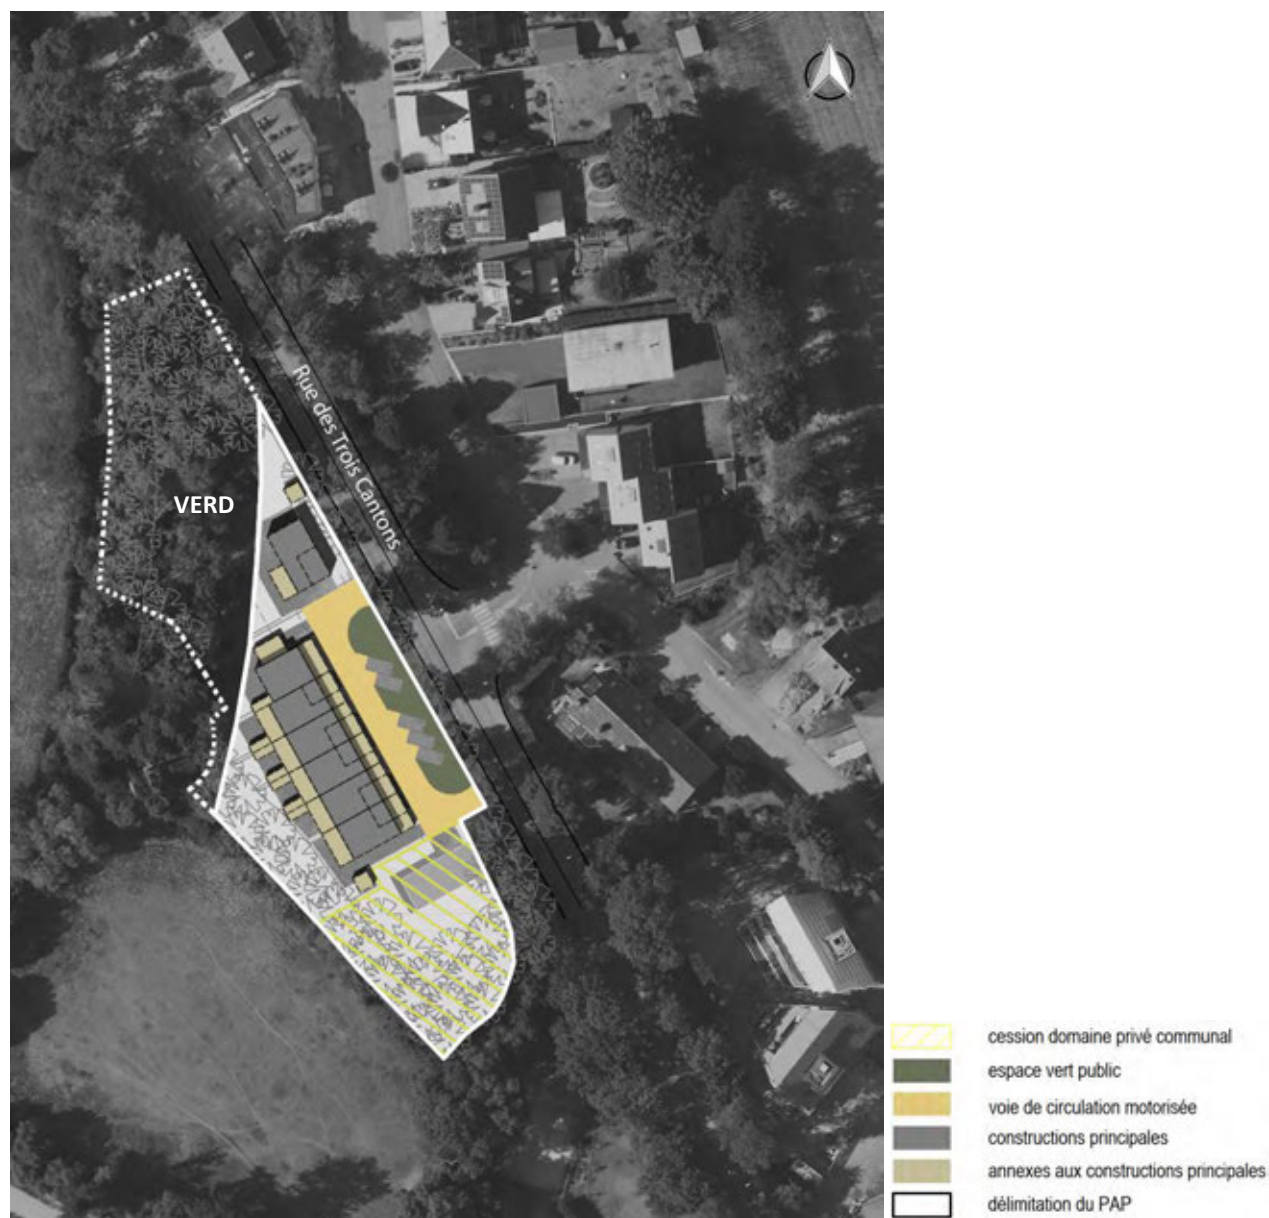 Rue des Trois Cantons
VERD
cession domaine privé communal
espace vert public
voie de circulation motorisée
constructions principales
annexes aux constructions principales
délimitation du PAP